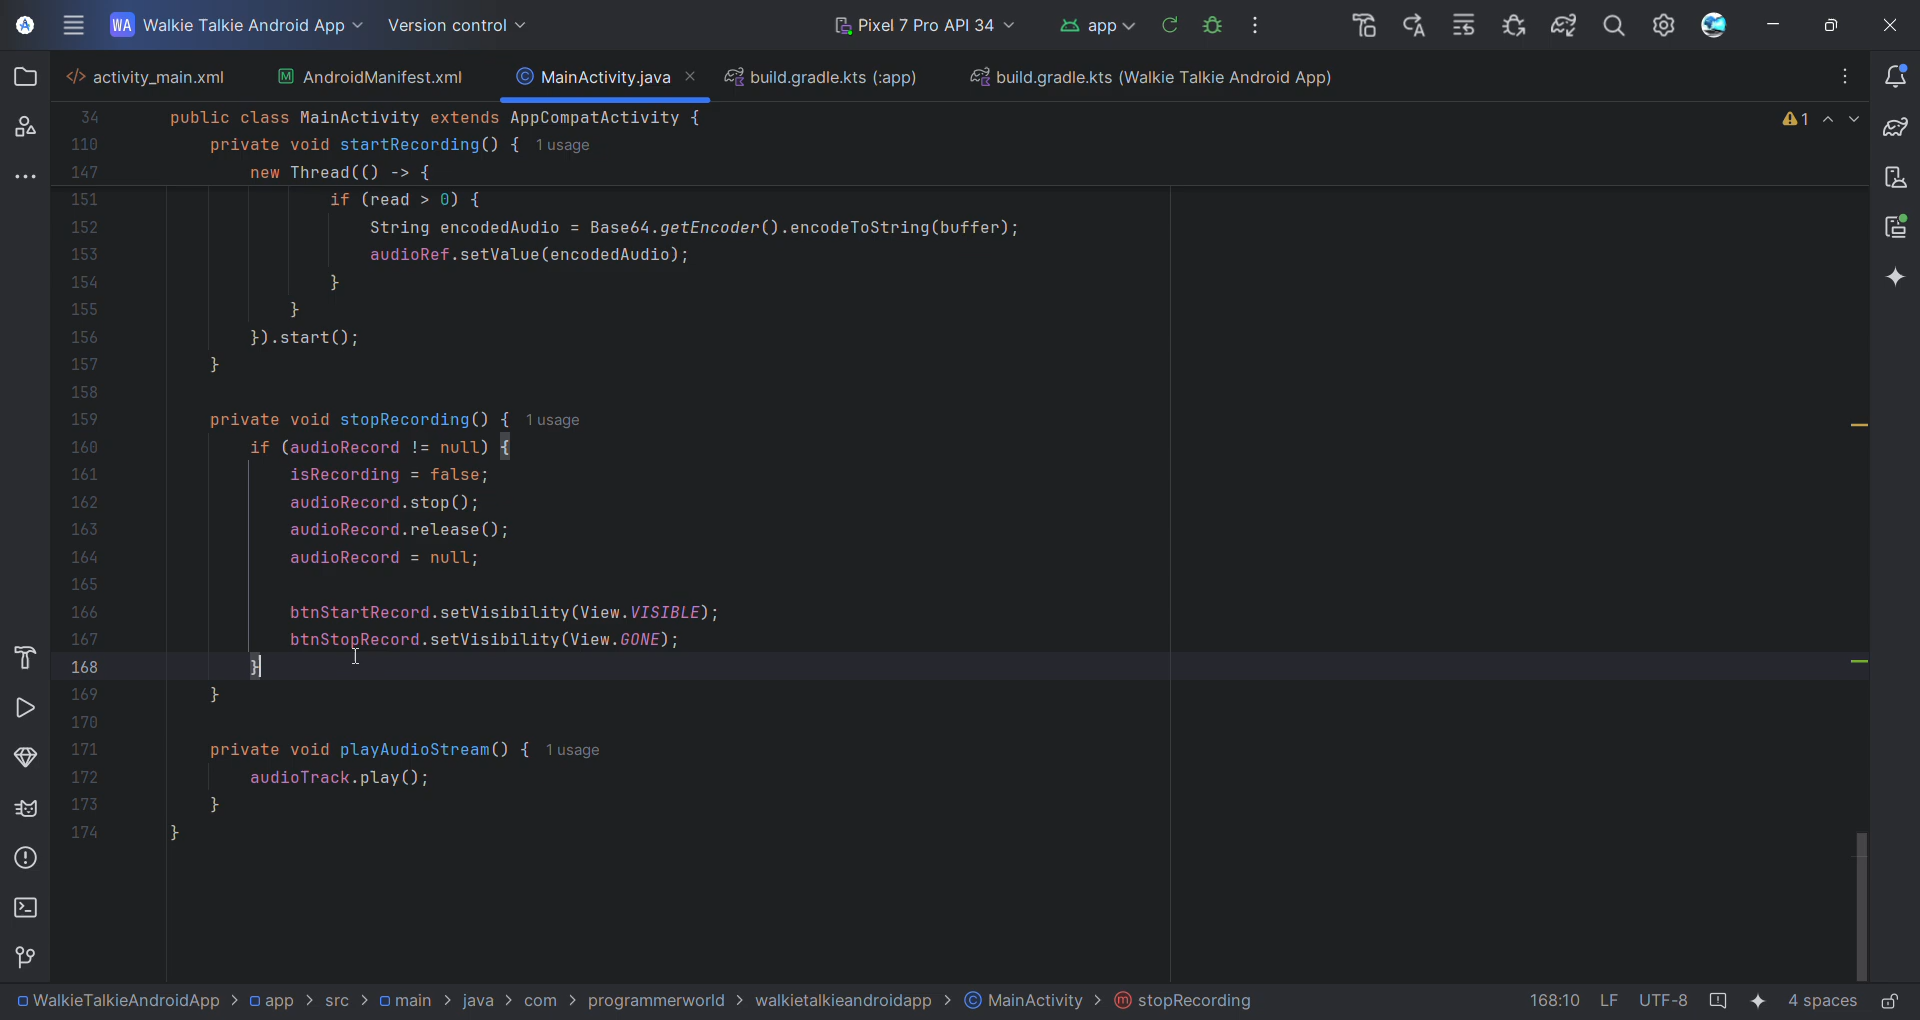 WA Walkie Talkie Android App Version control Pixel 7 Pro API 34 app
activity_main.xml AndroidManifest.xml MainActivity.java build.gradle.kts (:app) build.gradle.kts (Walkie Talkie Android App)
34 public class MainActivity extends AppCompatActivity { 1
110 private void startRecording() { 1 usage
147 new Thread(() -> {
151 if (read > 0) {
152 String encodedAudio = Base64.getEncoder().encodeToString(buffer);
153 audioRef.setValue(encodedAudio);
154 }
155 }
156 }).start();
157 }
158
159 private void stopRecording() { 1 usage
160 if (audioRecord != null) {
161 isRecording = false;
162 audioRecord.stop();
163 audioRecord.release();
164 audioRecord = null;
165
166 btnStartRecord.setVisibility(View.VISIBLE);
167 btnStopRecord.setVisibility(View.GONE);
168 }
169 }
170
171 private void playAudioStream() { 1 usage
172 audioTrack.play();
173 }
174 }
WalkieTalkieAndroidApp > app > src > main > java > com > programmerworld > walkietalkieandroidapp > MainActivity > stopRecording 168:10 LF UTF-8 4 spaces